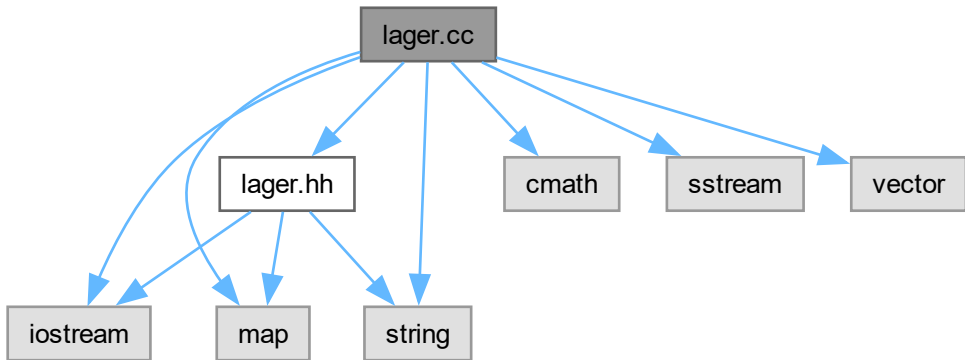 lager.cc
lager.hh
cmath
sstream
vector
iostream
map
string